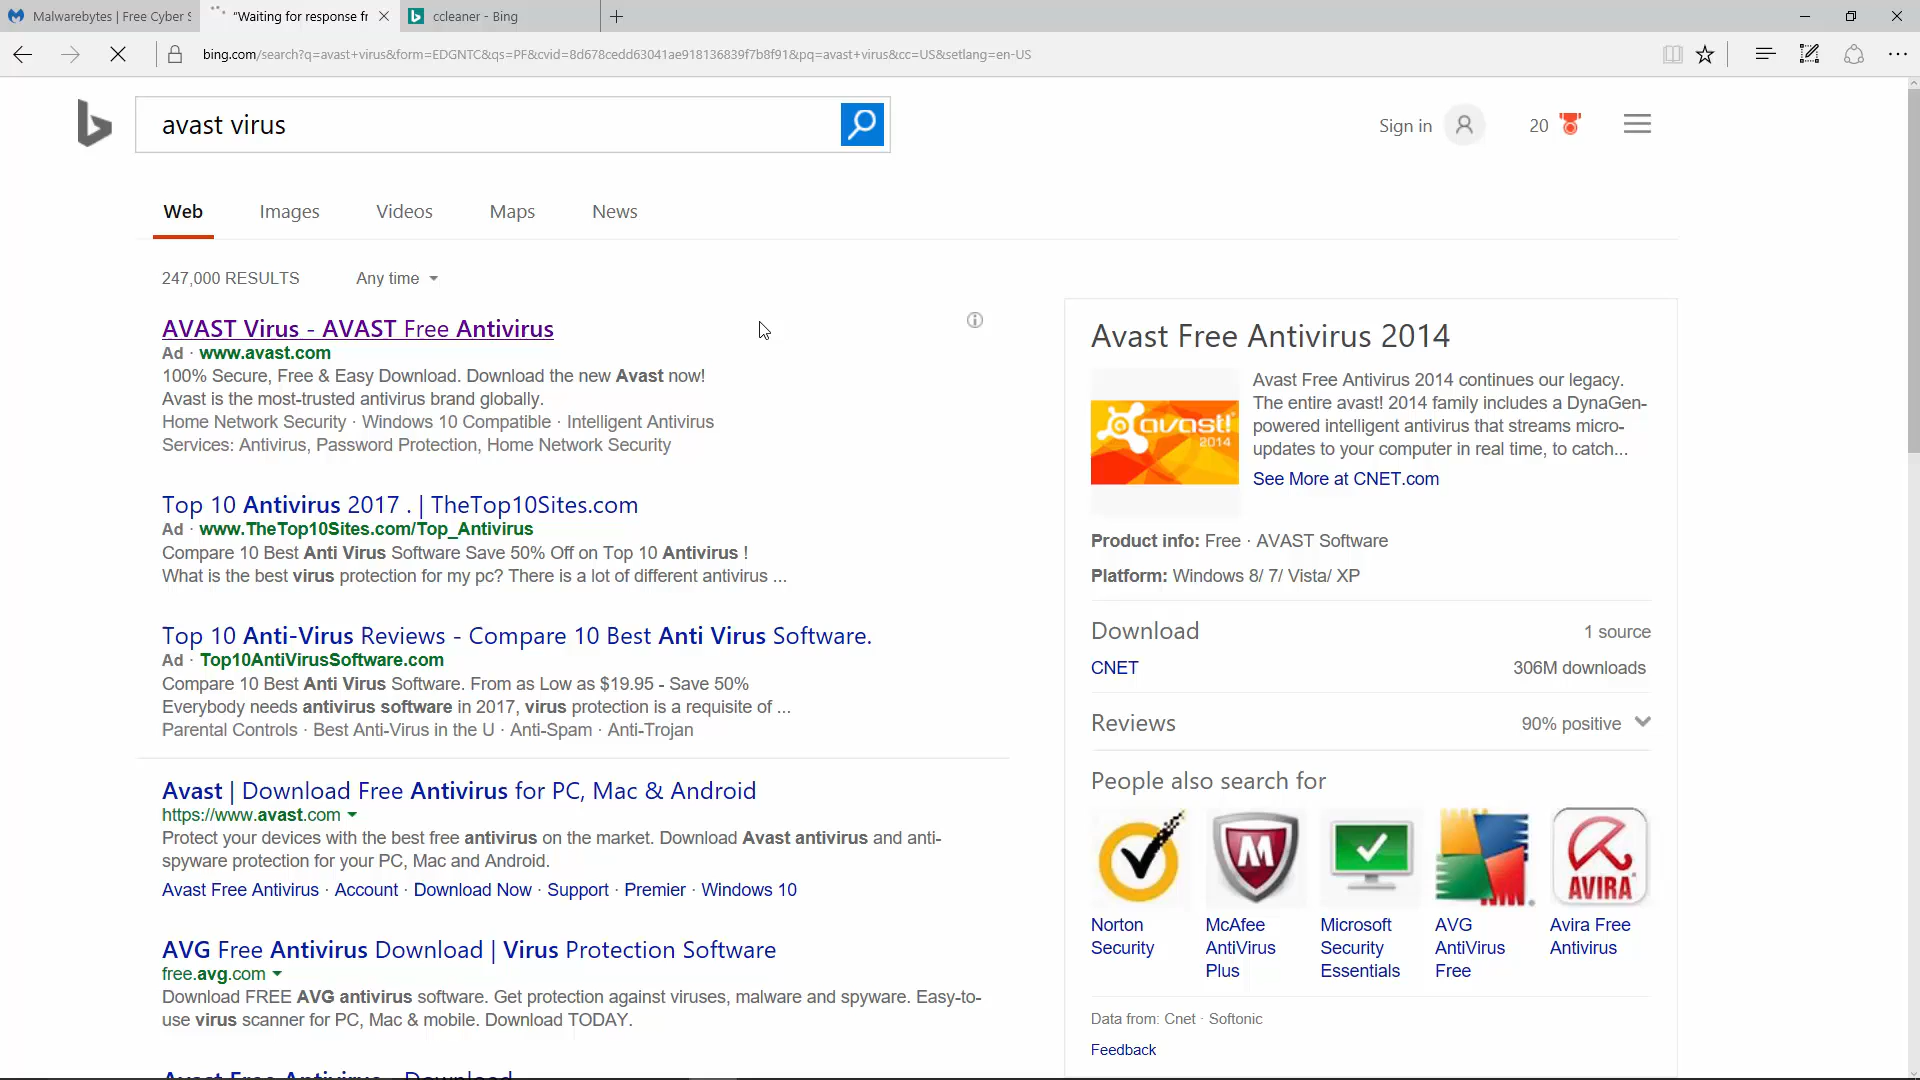 Malwarebytes | Free Cyber S
"Waiting for response fr
ccleaner - Bing
bing.com/search?q=avast+virus&form=EDGNTC&qs=PF&cvid=8d678cedd63041ae918136839f7b8f91&pq=avast+virus&cc=US&setlang=en-US
avast virus
Sign in
20
Web Images Videos Maps News
247,000 RESULTS Any time
AVAST Virus - AVAST Free Antivirus
Ad · www.avast.com
100% Secure, Free & Easy Download. Download the new Avast now!
Avast is the most-trusted antivirus brand globally.
Home Network Security · Windows 10 Compatible · Intelligent Antivirus
Services: Antivirus, Password Protection, Home Network Security
Top 10 Antivirus 2017 . | TheTop10Sites.com
Ad · www.TheTop10Sites.com/Top_Antivirus
Compare 10 Best Anti Virus Software Save 50% Off on Top 10 Antivirus !
What is the best virus protection for my pc? There is a lot of different antivirus ...
Top 10 Anti-Virus Reviews - Compare 10 Best Anti Virus Software.
Ad · Top10AntiVirusSoftware.com
Compare 10 Best Anti Virus Software. From as Low as $19.95 - Save 50%
Everybody needs antivirus software in 2017, virus protection is a requisite of ...
Parental Controls · Best Anti-Virus in the U · Anti-Spam · Anti-Trojan
Avast | Download Free Antivirus for PC, Mac & Android
https://www.avast.com
Protect your devices with the best free antivirus on the market. Download Avast antivirus and anti-
spyware protection for your PC, Mac and Android.
Avast Free Antivirus · Account · Download Now · Support · Premier · Windows 10
AVG Free Antivirus Download | Virus Protection Software
free.avg.com
Download FREE AVG antivirus software. Get protection against viruses, malware and spyware. Easy-to-
use virus scanner for PC, Mac & mobile. Download TODAY.
Avast Free Antivirus - Download
Avast Free Antivirus 2014
avast!
2014
Avast Free Antivirus 2014 continues our legacy.
The entire avast! 2014 family includes a DynaGen-
powered intelligent antivirus that streams micro-
updates to your computer in real time, to catch...
See More at CNET.com
Product info: Free · AVAST Software
Platform: Windows 8/ 7/ Vista/ XP
Download 1 source
CNET 306M downloads
Reviews 90% positive
People also search for
AVIRA
Norton
Security
McAfee
AntiVirus
Plus
Microsoft
Security
Essentials
AVG
AntiVirus
Free
Avira Free
Antivirus
Data from: Cnet · Softonic
Feedback